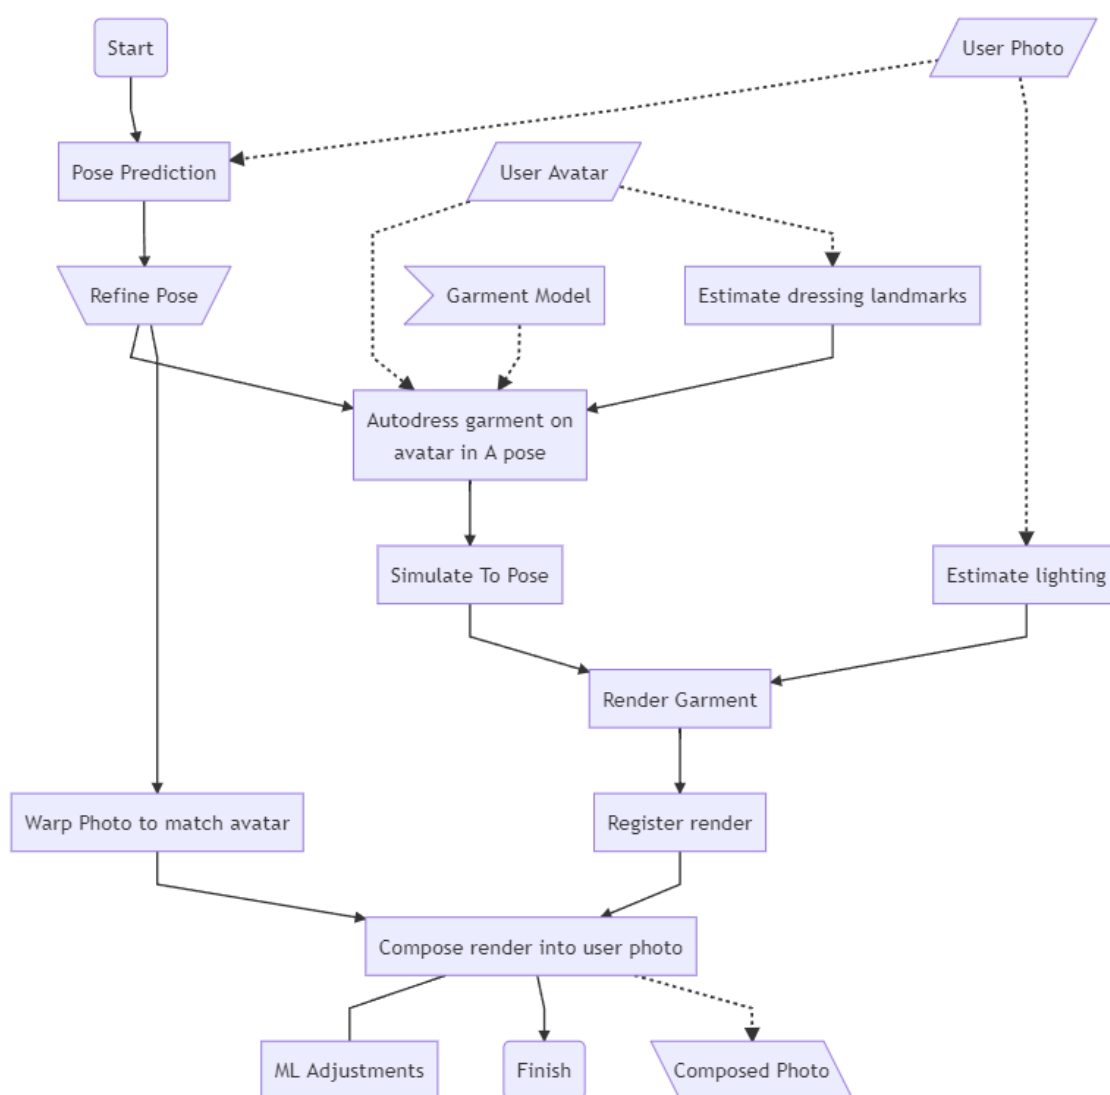 Start
User Photo
Pose Prediction
User Avatar
Refine Pose
Garment Model
Estimate dressing landmarks
Autodress garment on
avatar in A pose
Simulate To Pose
Estimate lighting
Render Garment
Warp Photo to match avatar
Register render
Compose render into user photo
ML Adjustments
Finish
Composed Photo